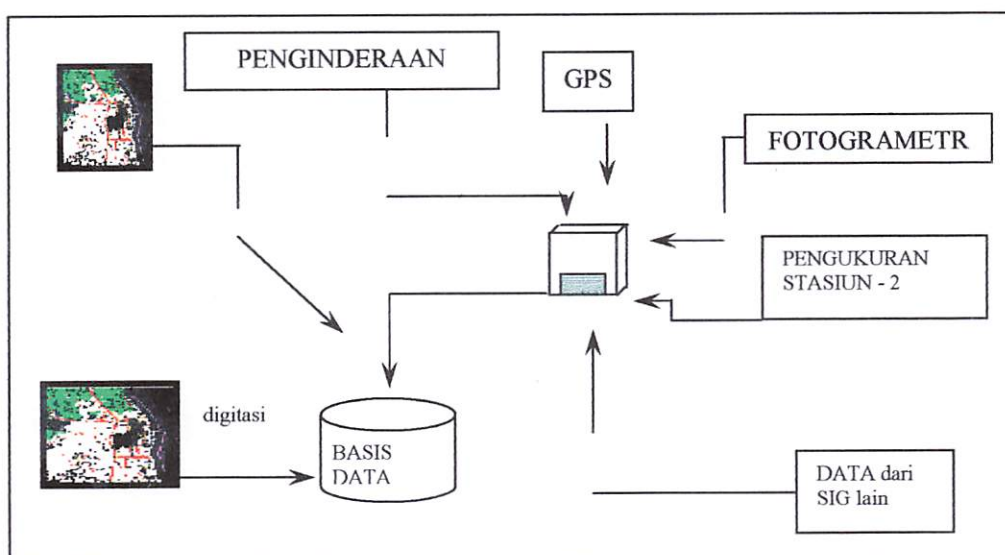 PENGINDERAAN
GPS
FOTOGRAMETR
PENGUKURAN
STASIUN - 2
digitasi
BASIS
DATA
DATA dari
SIG lain